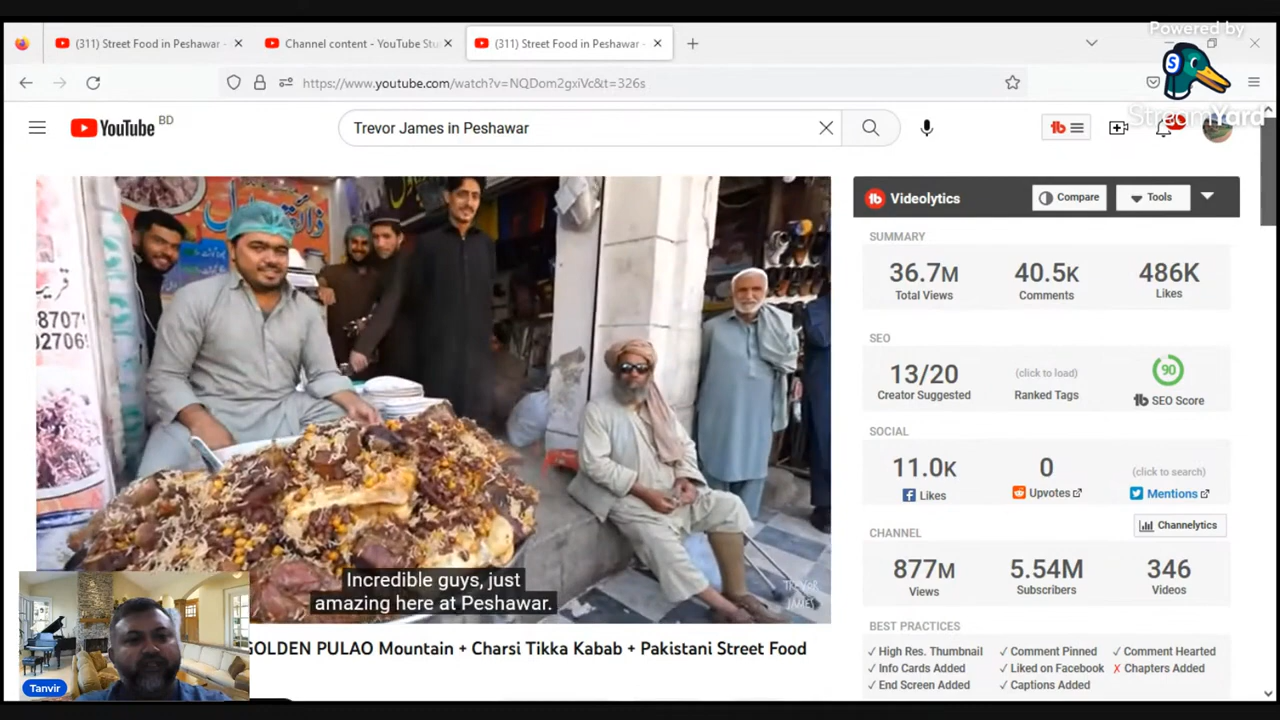 Powered by
StreamYard
(311) Street Food in Peshawar -
Channel content - YouTube Stu
(311) Street Food in Peshawar -
https://www.youtube.com/watch?v=NQDom2gxiVc&t=326s
YouTube BD
Trevor James in Peshawar
Videolytics
Compare
Tools
SUMMARY
36.7M 40.5K 486K
Total Views Comments Likes
SEO
13/20 (click to load) 90
Creator Suggested Ranked Tags SEO Score
SOCIAL
11.0K 0 (click to search)
Likes Upvotes Mentions
Channelytics
CHANNEL
877M 5.54M 346
Views Subscribers Videos
BEST PRACTICES
✓ High Res. Thumbnail ✓ Comment Pinned ✓ Comment Hearted
✓ Info Cards Added ✓ Liked on Facebook ✗ Chapters Added
✓ End Screen Added ✓ Captions Added
Incredible guys, just
amazing here at Peshawar.
TREVOR
JAMES
GOLDEN PULAO Mountain + Charsi Tikka Kabab + Pakistani Street Food
Tanvir